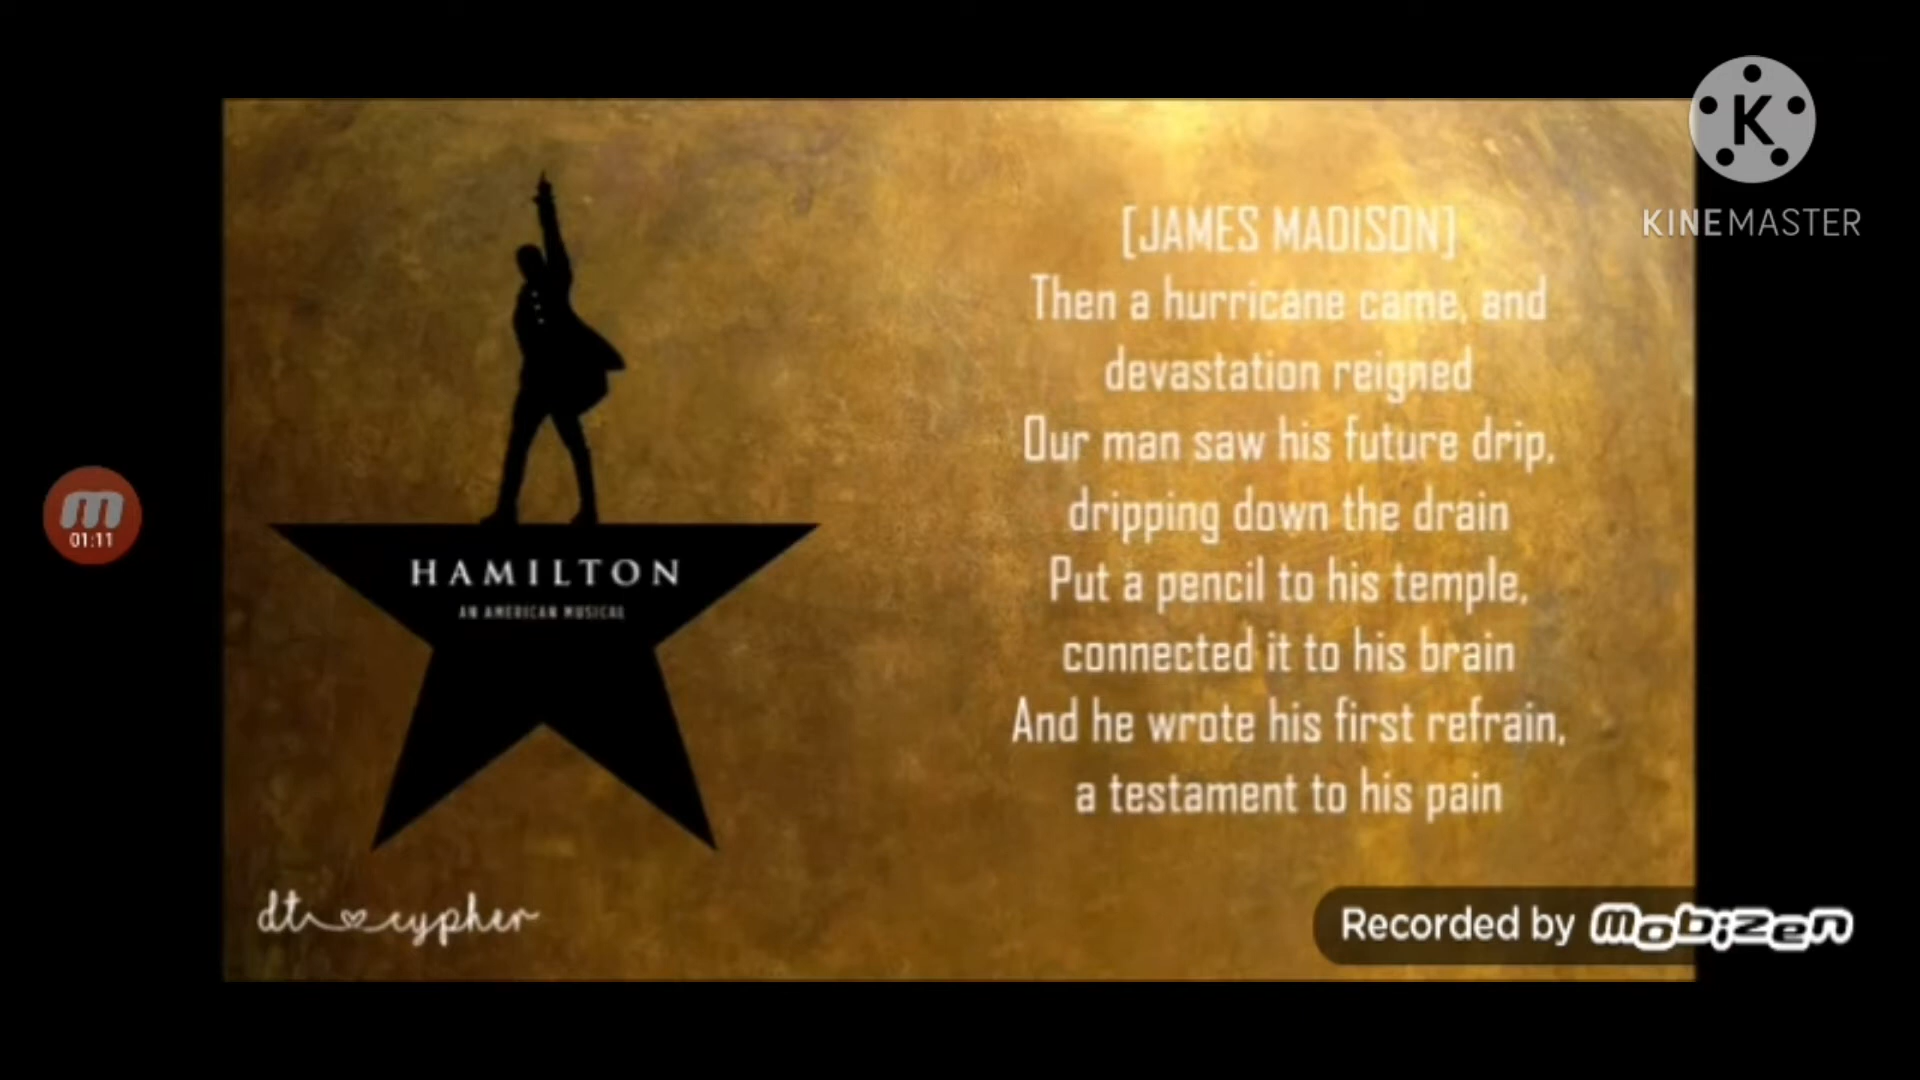 K
KINEMASTER
[JAMES MADISON]
Then a hurricane came, and
devastation reigned
Our man saw his future drip,
dripping down the drain
Put a pencil to his temple,
connected it to his brain
And he wrote his first refrain,
a testament to his pain
m
01:11
HAMILTON
AN AMERICAN MUSICAL
dt cypher
Recorded by mobizen